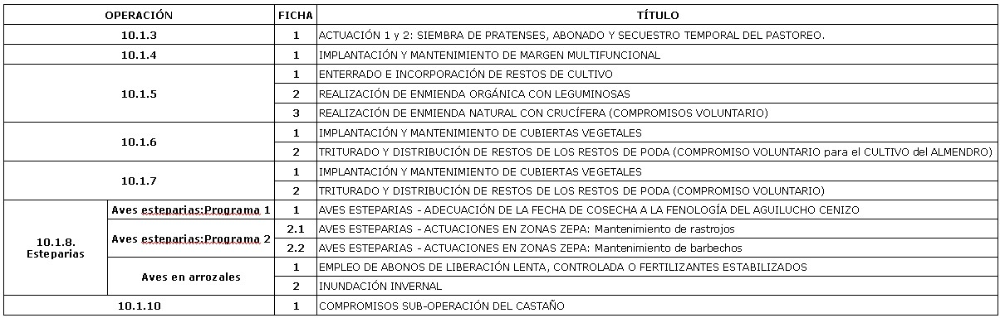 OPERACIÓN FICHA TÍTULO
10.1.3 1 ACTUACIÓN 1 y 2: SIEMBRA DE PRATENSES, ABONADO Y SECUESTRO TEMPORAL DEL PASTOREO.
10.1.4 1 IMPLANTACIÓN Y MANTENIMIENTO DE MARGEN MULTIFUNCIONAL
10.1.5
1 ENTERRADO E INCORPORACIÓN DE RESTOS DE CULTIVO
2 REALIZACIÓN DE ENMIENDA ORGÁNICA CON LEGUMINOSAS
3 REALIZACIÓN DE ENMIENDA NATURAL CON CRUCÍFERA (COMPROMISOS VOLUNTARIO)
10.1.6
1 IMPLANTACIÓN Y MANTENIMIENTO DE CUBIERTAS VEGETALES
2 TRITURADO Y DISTRIBUCIÓN DE RESTOS DE LOS RESTOS DE PODA (COMPROMISO VOLUNTARIO para el CULTIVO del ALMENDRO)
10.1.7
1 IMPLANTACIÓN Y MANTENIMIENTO DE CUBIERTAS VEGETALES
2 TRITURADO Y DISTRIBUCIÓN DE RESTOS DE LOS RESTOS DE PODA (COMPROMISO VOLUNTARIO)
10.1.8.
Esteparias
Aves esteparias:Programa 1 1 AVES ESTEPARIAS - ADECUACIÓN DE LA FECHA DE COSECHA A LA FENOLOGÍA DEL AGUILUCHO CENIZO
Aves esteparias:Programa 2
2.1 AVES ESTEPARIAS - ACTUACIONES EN ZONAS ZEPA: Mantenimiento de rastrojos
2.2 AVES ESTEPARIAS - ACTUACIONES EN ZONAS ZEPA: Mantenimiento de barbechos
Aves en arrozales
1 EMPLEO DE ABONOS DE LIBERACIÓN LENTA, CONTROLADA O FERTILIZANTES ESTABILIZADOS
2 INUNDACIÓN INVERNAL
10.1.10 1 COMPROMISOS SUB-OPERACIÓN DEL CASTAÑO